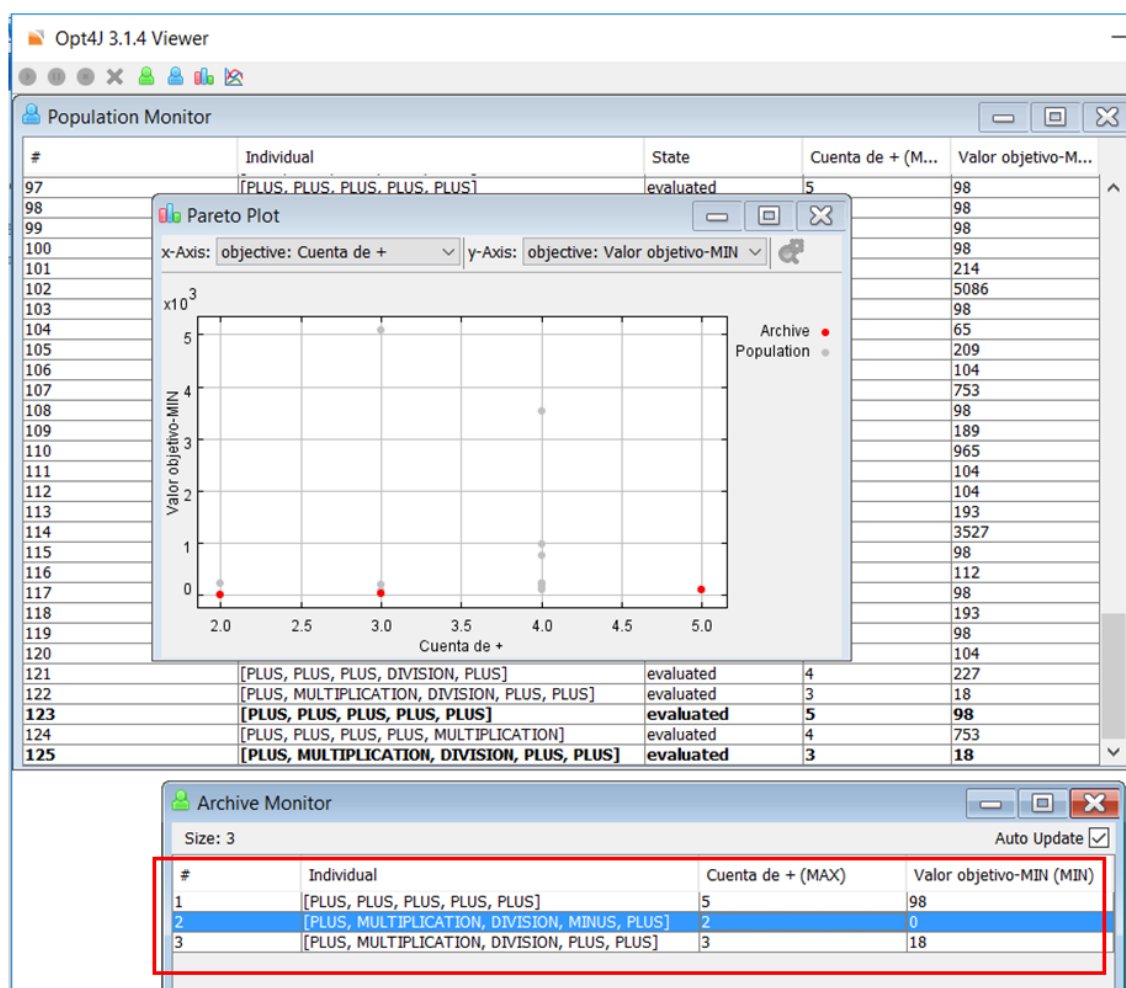 Opt4J 3.1.4 Viewer
Population Monitor
# Individual State Cuenta de + (M... Valor objetivo-M...
97 [PLUS, PLUS, PLUS, PLUS, PLUS] evaluated 5 98
98 98
99 98
100 98
101 214
102 5086
103 98
104 65
105 209
106 104
107 753
108 98
109 189
110 965
111 104
112 104
113 193
114 3527
115 98
116 112
117 98
118 193
119 98
120 104
121 [PLUS, PLUS, PLUS, DIVISION, PLUS] evaluated 4 227
122 [PLUS, MULTIPLICATION, DIVISION, PLUS, PLUS] evaluated 3 18
123 [PLUS, PLUS, PLUS, PLUS, PLUS] evaluated 5 98
124 [PLUS, PLUS, PLUS, PLUS, MULTIPLICATION] evaluated 4 753
125 [PLUS, MULTIPLICATION, DIVISION, PLUS, PLUS] evaluated 3 18
Pareto Plot
x-Axis: objective: Cuenta de + y-Axis: objective: Valor objetivo-MIN
x10^3
Archive
Population
Valor objetivo-MIN
5
4
3
2
1
0
2.0 2.5 3.0 3.5 4.0 4.5 5.0
Cuenta de +
Archive Monitor
Size: 3 Auto Update
# Individual Cuenta de + (MAX) Valor objetivo-MIN (MIN)
1 [PLUS, PLUS, PLUS, PLUS, PLUS] 5 98
2 [PLUS, MULTIPLICATION, DIVISION, MINUS, PLUS] 2 0
3 [PLUS, MULTIPLICATION, DIVISION, PLUS, PLUS] 3 18